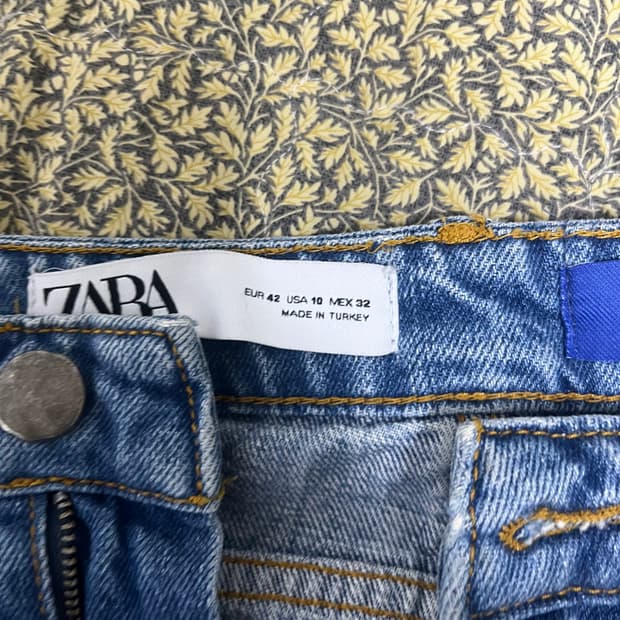 ZARA
EUR 42 USA 10 MEX 32
MADE IN TURKEY